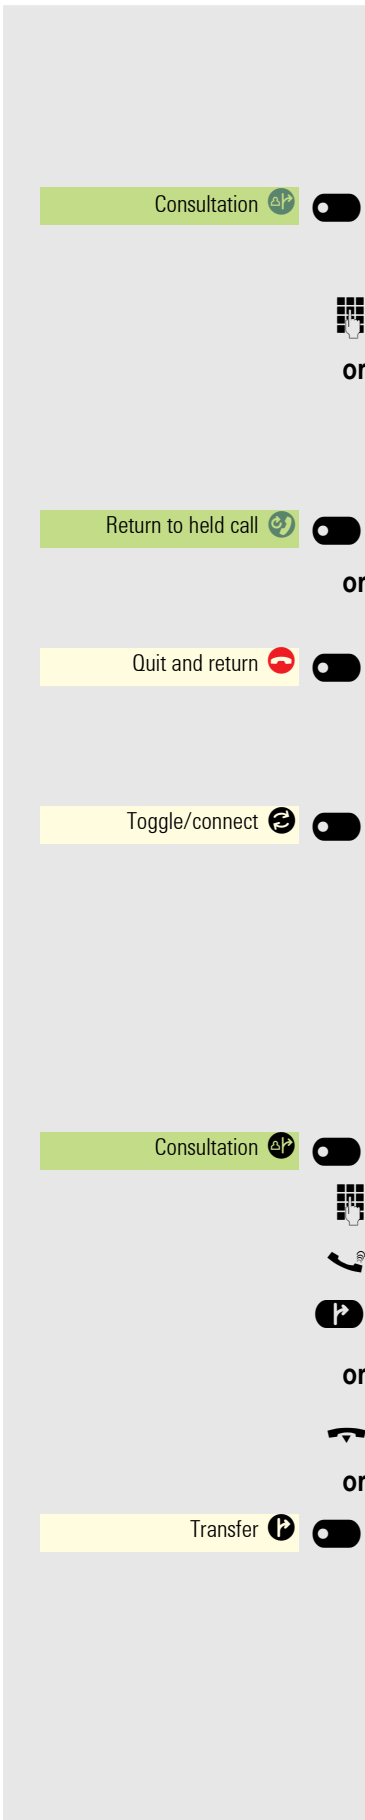 Consultation
or
Return to held call
or
Quit and return
Toggle/connect
Consultation
or
or
Transfer